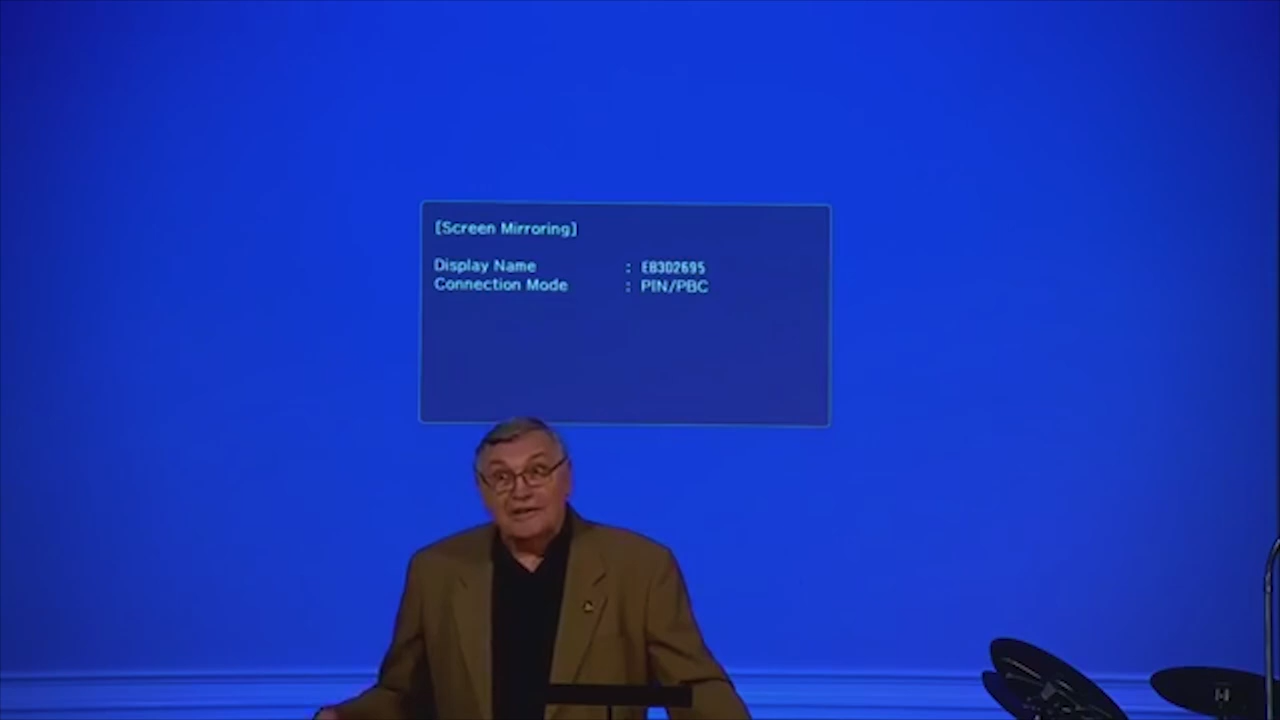 [Screen Mirroring]
Display Name : EB302695
Connection Mode : PIN/PBC